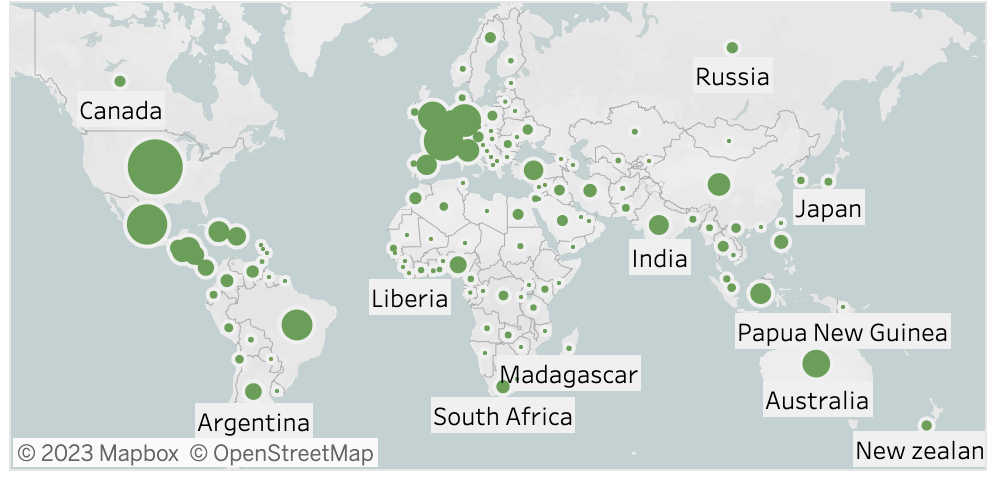 Russia
Canada
Japan
India
Liberia
Papua New Guinea
Madagascar
Australia
South Africa
Argentina
New zealan
© 2023 Mapbox © OpenStreetMap